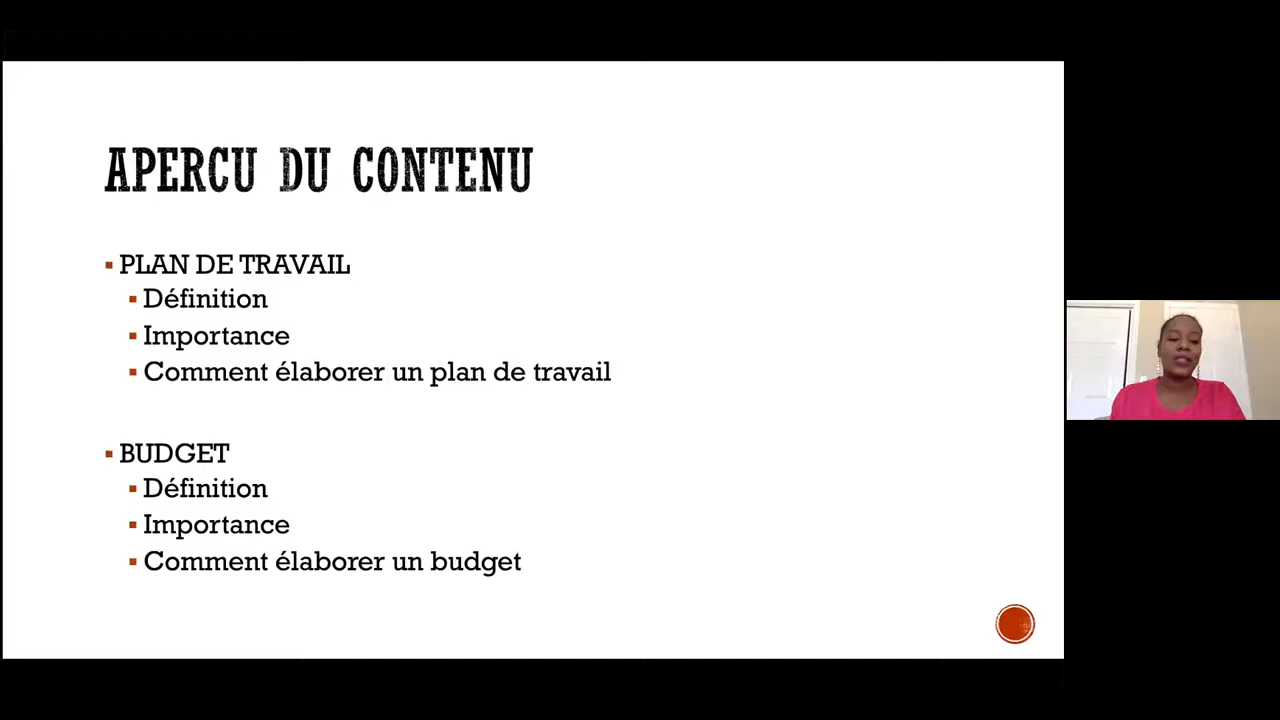 APERCU DU CONTENU
PLAN DE TRAVAIL
Définition
Importance
Comment élaborer un plan de travail
BUDGET
Définition
Importance
Comment élaborer un budget